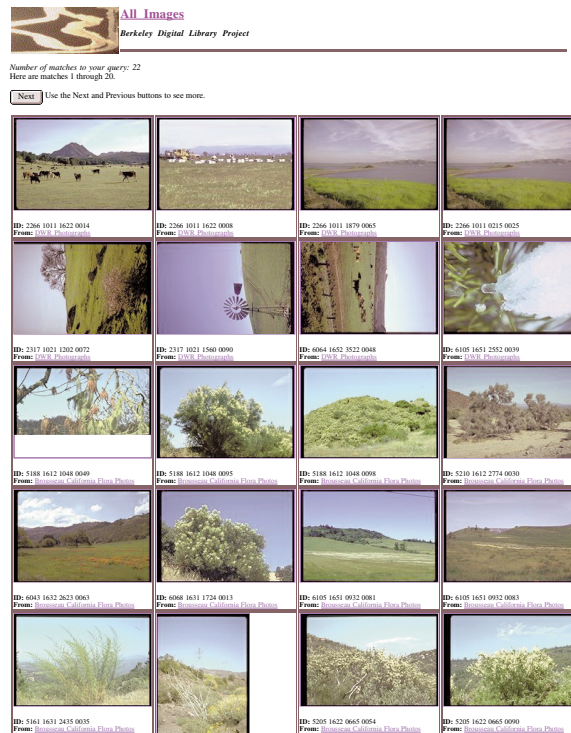 All Images
Berkeley Digital Library Project
Number of matches to your query: 22
Here are matches 1 through 20.
Next Use the Next and Previous buttons to see more.
ID: 2266 1011 1622 0014
From: DWR Photographs
ID: 2266 1011 1622 0008
From: DWR Photographs
ID: 2266 1011 1879 0065
From: DWR Photographs
ID: 2266 1011 0215 0025
From: DWR Photographs
ID: 2317 1021 1202 0072
From: DWR Photographs
ID: 2317 1021 1560 0090
From: DWR Photographs
ID: 6064 1652 3522 0048
From: DWR Photographs
ID: 6105 1651 2552 0039
From: DWR Photographs
ID: 5188 1612 1048 0049
From: Brousseau California Flora Photos
ID: 5188 1612 1048 0095
From: Brousseau California Flora Photos
ID: 5188 1612 1048 0098
From: Brousseau California Flora Photos
ID: 5210 1612 2774 0030
From: Brousseau California Flora Photos
ID: 6043 1632 2623 0063
From: Brousseau California Flora Photos
ID: 6068 1631 1724 0013
From: Brousseau California Flora Photos
ID: 6105 1651 0932 0081
From: Brousseau California Flora Photos
ID: 6105 1651 0932 0083
From: Brousseau California Flora Photos
ID: 5161 1631 2435 0035
From: Brousseau California Flora Photos
ID: 5205 1622 0665 0054
From: Brousseau California Flora Photos
ID: 5205 1622 0665 0090
From: Brousseau California Flora Photos